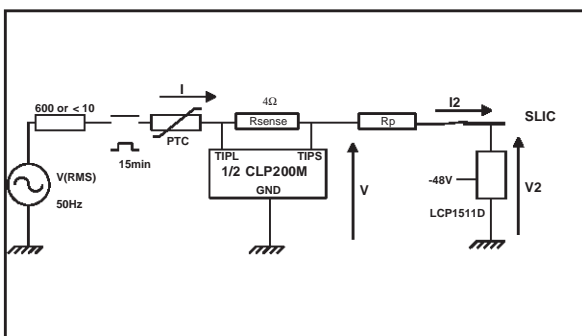 I
4Ω
I2
SLIC
600 or < 10
Rsense
Rp
PTC
15min
TIPL
TIPS
1/2 CLP200M
GND
V(RMS)
50Hz
V
-48V
V2
LCP1511D